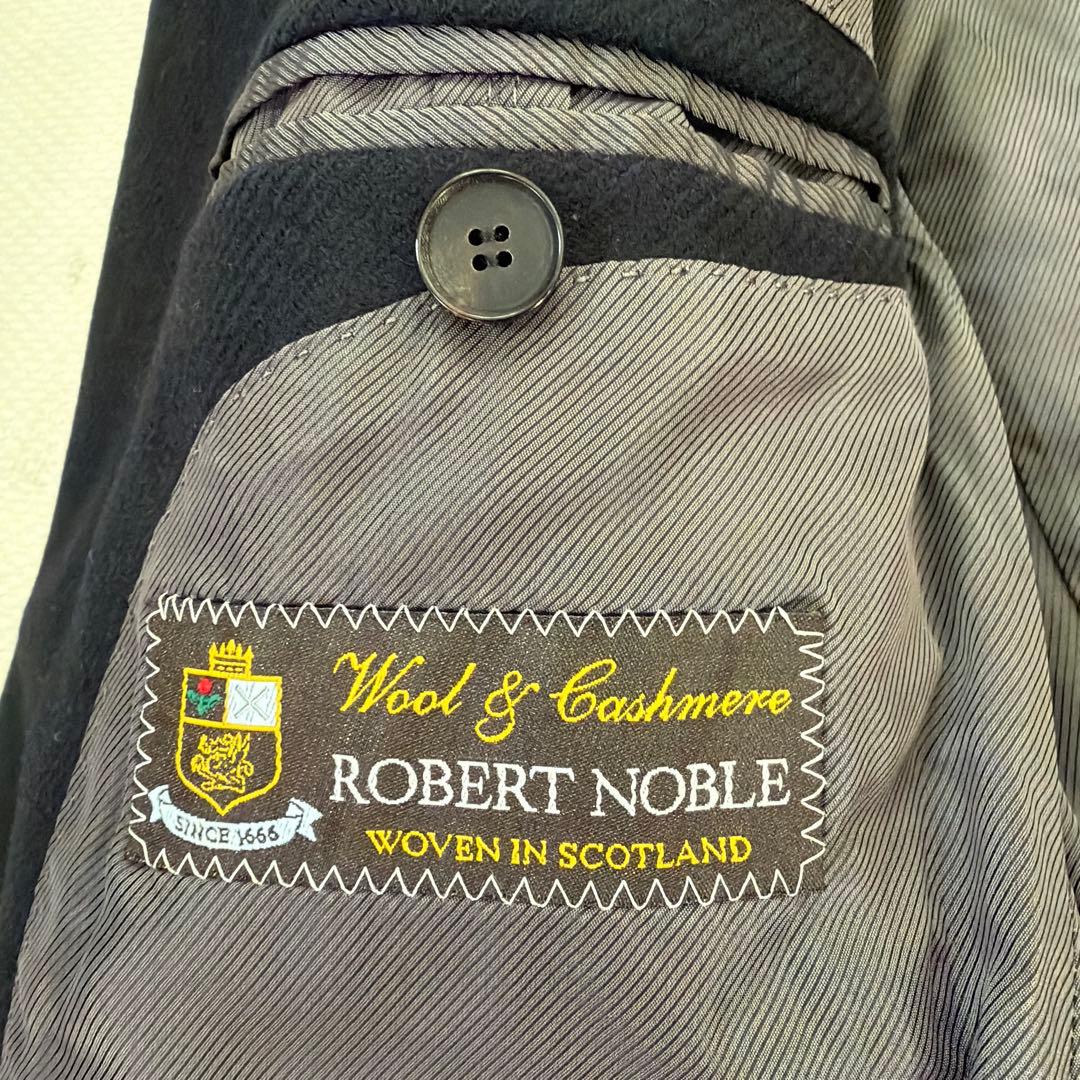 Wool & Cashmere
ROBERT NOBLE
WOVEN IN SCOTLAND
SINCE 1666